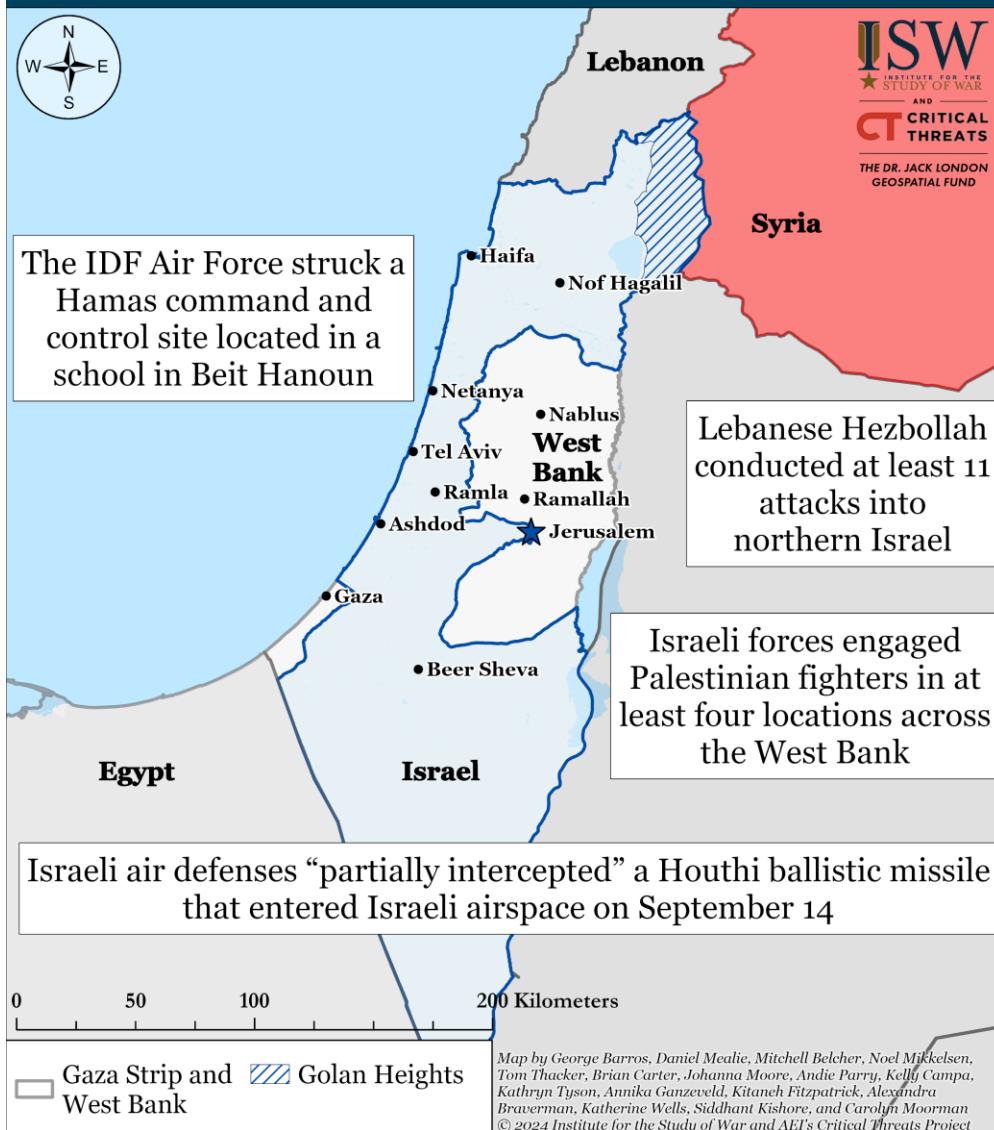 N
W E
S
ISW
INSTITUTE FOR THE
STUDY OF WAR
AND
CT CRITICAL
THREATS
THE DR. JACK LONDON
GEOSPATIAL FUND
Lebanon
Syria
The IDF Air Force struck a
Hamas command and
control site located in a
school in Beit Hanoun
Haifa
Nof Hagalil
Netanya
Nablus
West
Bank
Tel Aviv
Ramla
Ramallah
Ashdod
Jerusalem
Gaza
Beer Sheva
Lebanese Hezbollah
conducted at least 11
attacks into
northern Israel
Israeli forces engaged
Palestinian fighters in at
least four locations across
the West Bank
Egypt
Israel
Israeli air defenses “partially intercepted” a Houthi ballistic missile
that entered Israeli airspace on September 14
0 50 100 200 Kilometers
Gaza Strip and
West Bank
Golan Heights
Map by George Barros, Daniel Mealie, Mitchell Belcher, Noel Mikkelsen,
Tom Thacker, Brian Carter, Johanna Moore, Andie Parry, Kelly Campa,
Kathryn Tyson, Annika Ganzeveld, Kitaneh Fitzpatrick, Alexandra
Braverman, Katherine Wells, Siddhant Kishore, and Carolyn Moorman
© 2024 Institute for the Study of War and AEI's Critical Threats Project